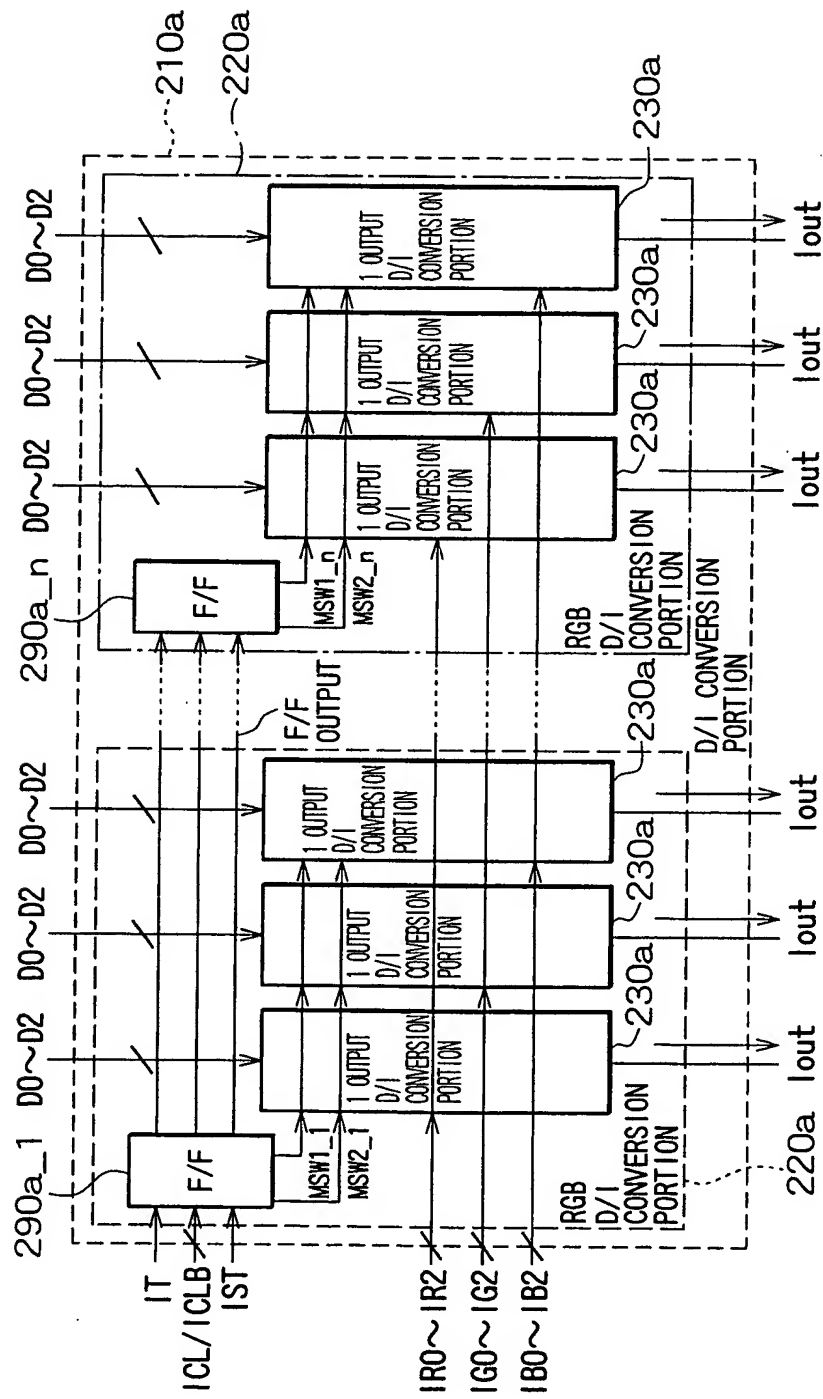 D0~D2
D0~D2
D0~D2
D0~D2
D0~D2
D0~D2
210a
220a
290a_1
290a_n
IT
ICL/ICLB
IST
F/F
F/F
F/F
OUTPUT
MSW1_1
MSW2_1
MSW1_n
MSW2_n
1 OUTPUT
D/I
CONVERSION
PORTION
1 OUTPUT
D/I
CONVERSION
PORTION
1 OUTPUT
D/I
CONVERSION
PORTION
1 OUTPUT
D/I
CONVERSION
PORTION
1 OUTPUT
D/I
CONVERSION
PORTION
1 OUTPUT
D/I
CONVERSION
PORTION
IR0~IR2
IG0~IG2
IB0~IB2
RGB
D/I
CONVERSION
PORTION
RGB
D/I
CONVERSION
PORTION
D/I CONVERSION
PORTION
230a
230a
230a
230a
230a
230a
220a
Iout
Iout
Iout
Iout
Iout
Iout